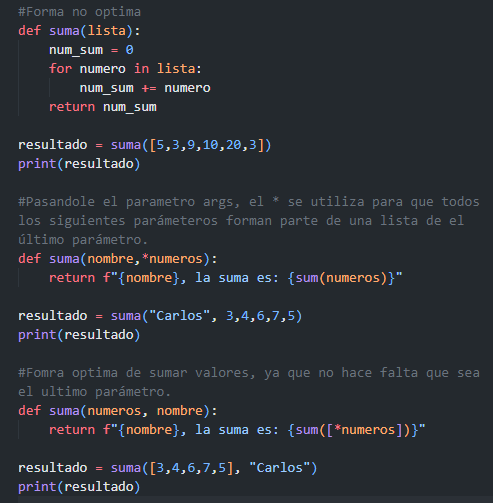 #Forma no optima
def suma(lista):
    num_sum = 0
    for numero in lista:
        num_sum += numero
    return num_sum

resultado = suma([5,3,9,10,20,3])
print(resultado)

#Pasandole el parametro args, el * se utiliza para que todos
los siguientes parámeteros forman parte de una lista de el
último parámetro.
def suma(nombre,*numeros):
    return f"{nombre}, la suma es: {sum(numeros)}"

resultado = suma("Carlos", 3,4,6,7,5)
print(resultado)

#Fomra optima de sumar valores, ya que no hace falta que sea
el ultimo parámetro.
def suma(numeros, nombre):
    return f"{nombre}, la suma es: {sum([*numeros])}"

resultado = suma([3,4,6,7,5], "Carlos")
print(resultado)